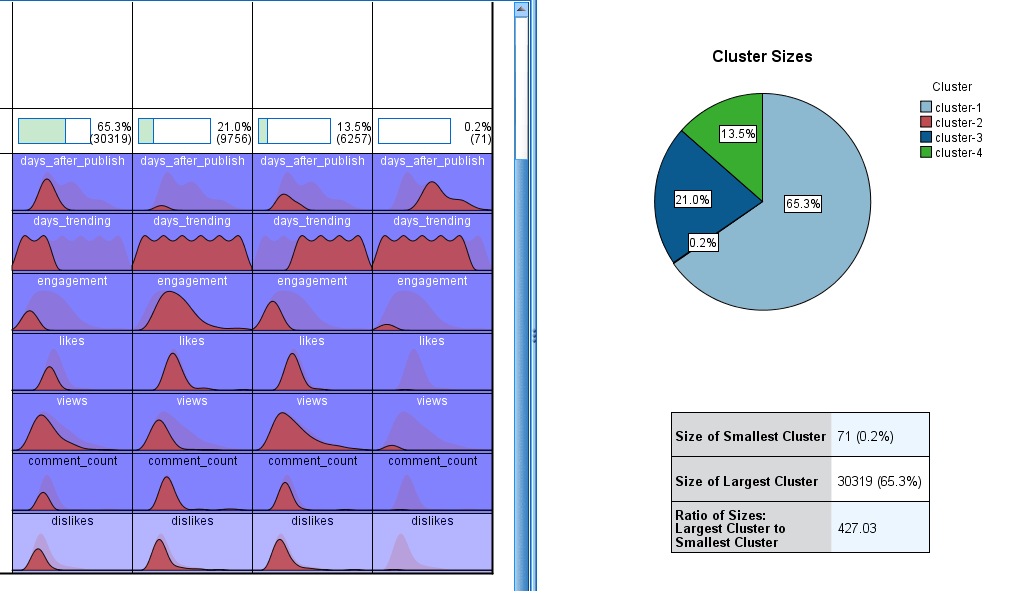 65.3%
(30319)
21.0%
(9756)
13.5%
(6257)
0.2%
(71)
days_after_publish
days_after_publish
days_after_publish
days_after_publish
days_trending
days_trending
days_trending
days_trending
engagement
engagement
engagement
engagement
likes
likes
likes
likes
views
views
views
views
comment_count
comment_count
comment_count
comment_count
dislikes
dislikes
dislikes
dislikes
Cluster Sizes
13.5%
21.0%
65.3%
0.2%
Cluster
cluster-1
cluster-2
cluster-3
cluster-4
Size of Smallest Cluster 71 (0.2%)
Size of Largest Cluster 30319 (65.3%)
Ratio of Sizes:
Largest Cluster to 427.03
Smallest Cluster